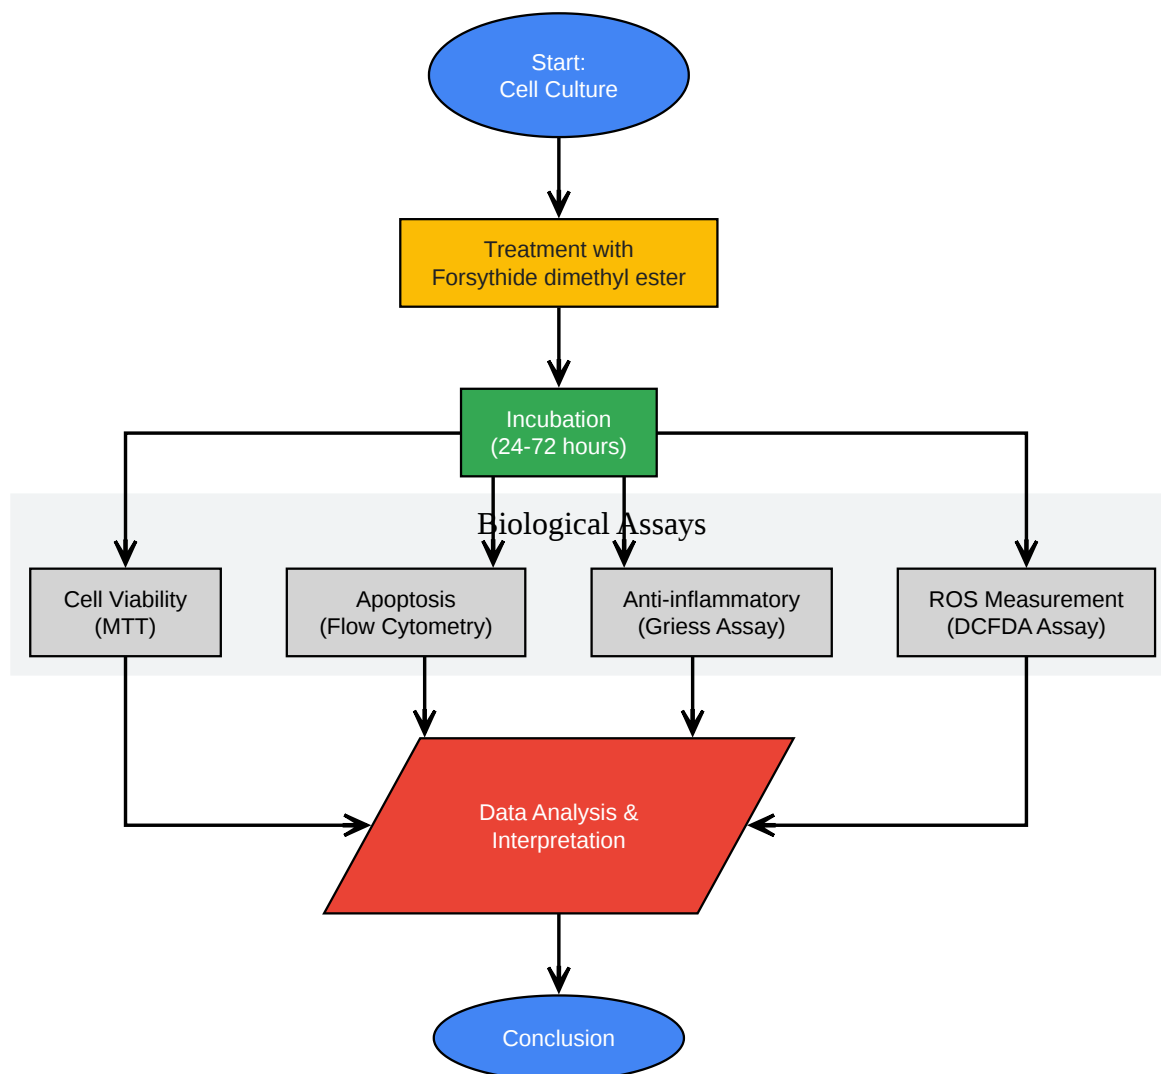 Start:
Cell Culture
Treatment with
Forsythide dimethyl ester
Incubation
(24-72 hours)
Biological Assays
Cell Viability
(MTT)
Apoptosis
(Flow Cytometry)
Anti-inflammatory
(Griess Assay)
ROS Measurement
(DCFDA Assay)
Data Analysis &
Interpretation
Conclusion